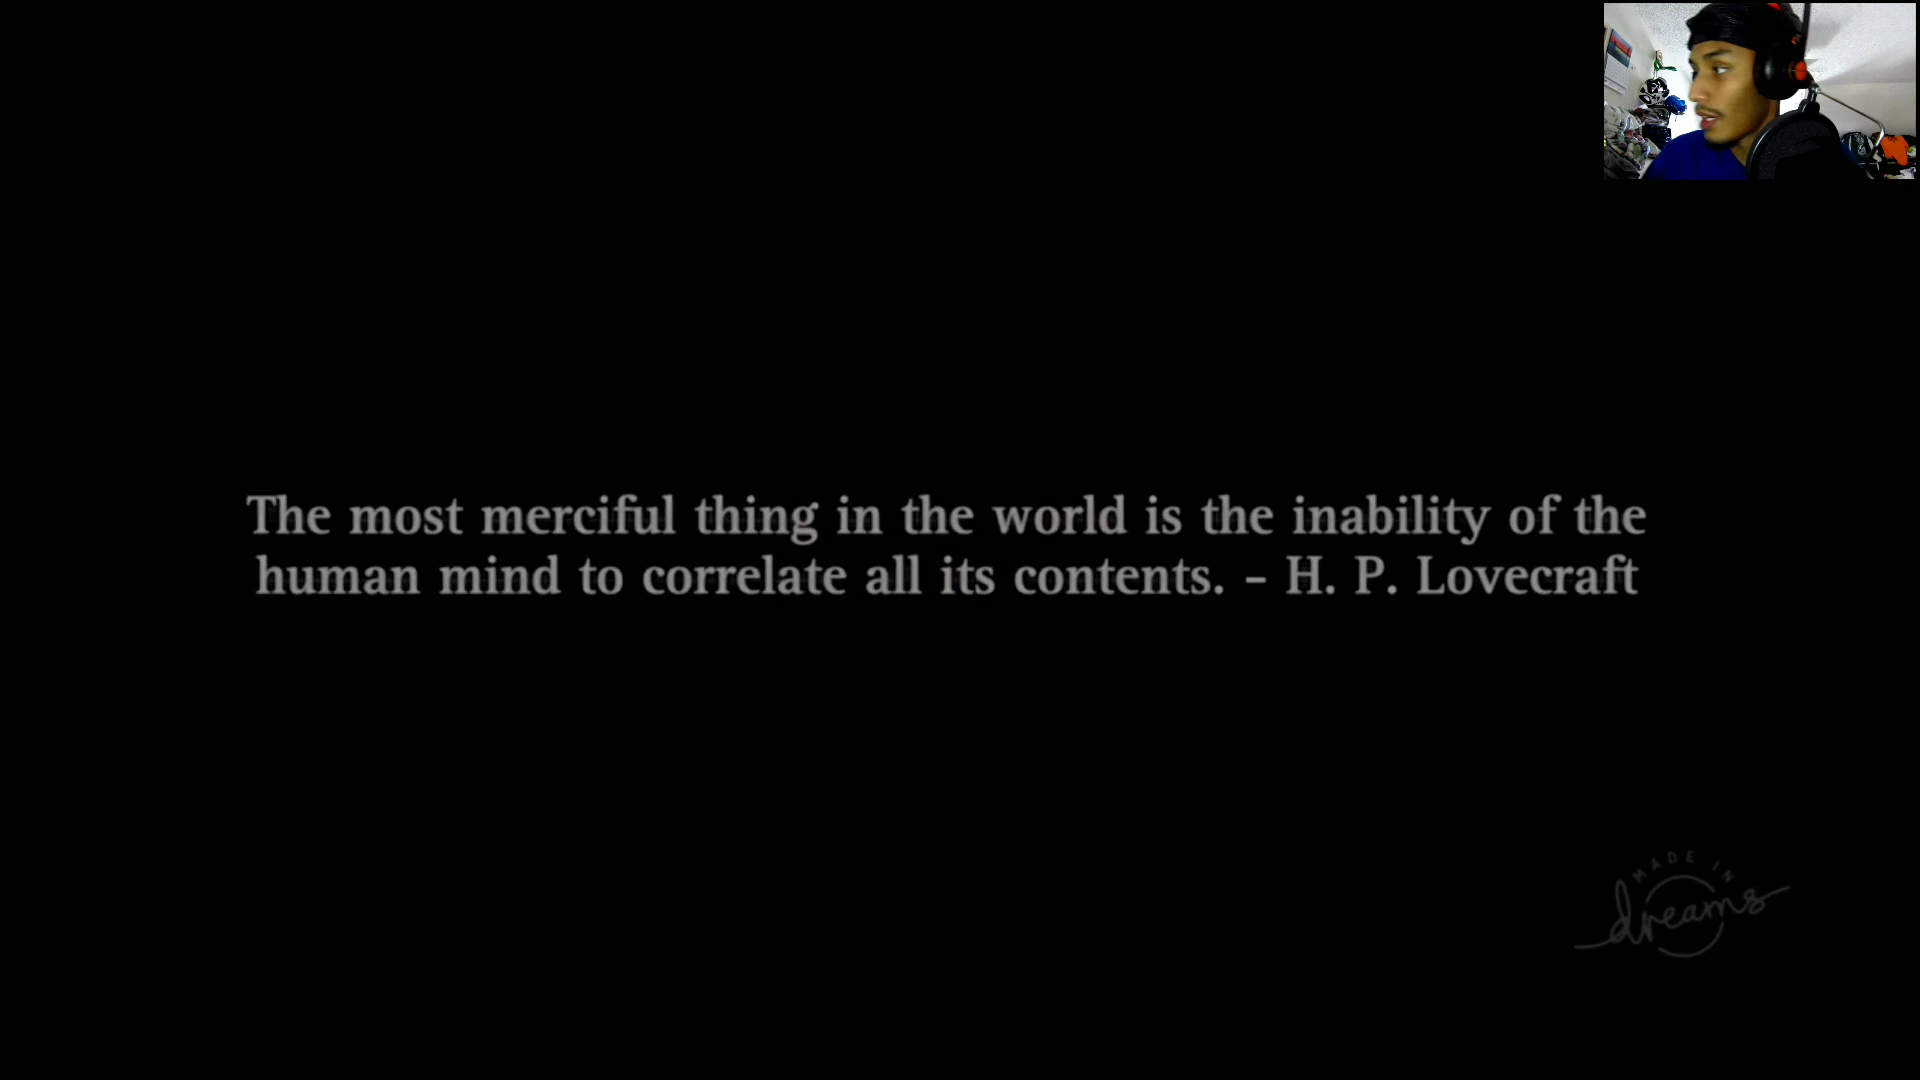 The most merciful thing in the world is the inability of the
human mind to correlate all its contents. – H. P. Lovecraft
MADE IN
dreams